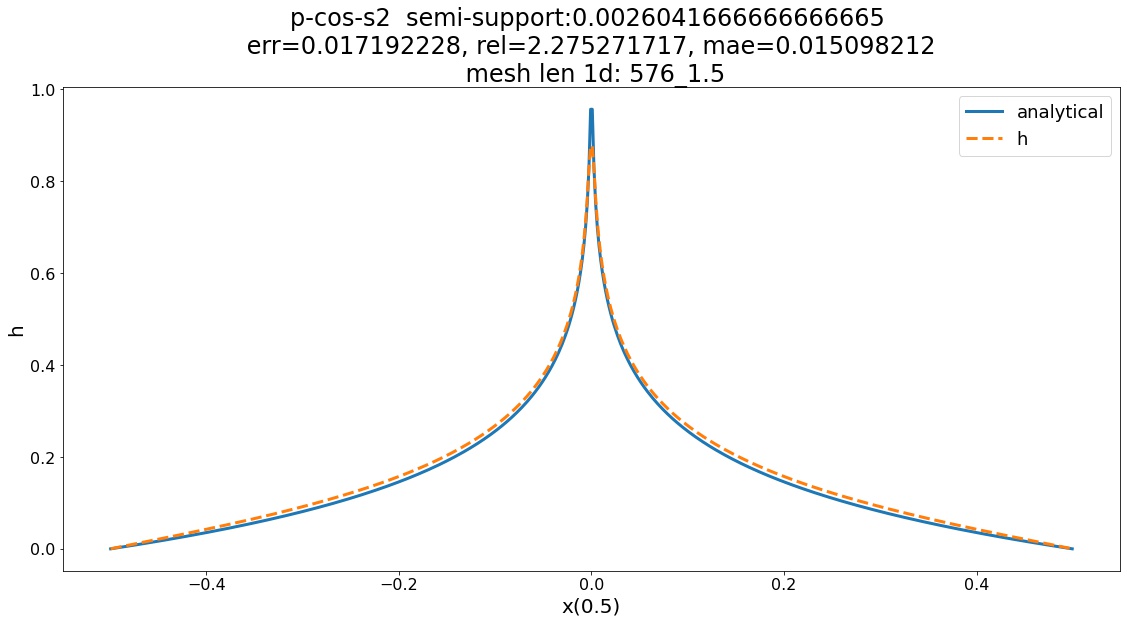 p-cos-s2 semi-support:0.0026041666666666665
err=0.017192228, rel=2.275271717, mae=0.015098212
mesh len 1d: 576_1.5
1.0
0.8
0.6
0.4
0.2
0.0
h
analytical
h
−0.4
−0.2
0.0
0.2
0.4
x(0.5)